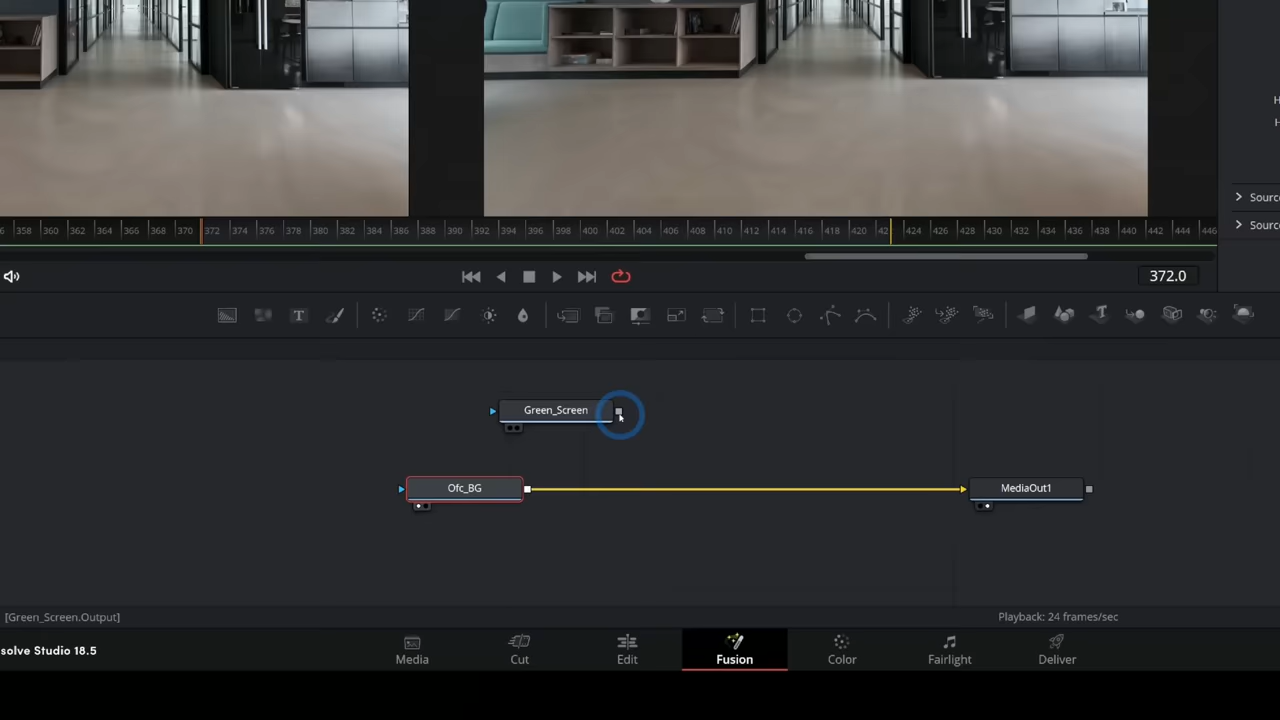 358 360 362 364 366 368 370 372 374 376 378 380 382 384 386 388 390 392 394 396 398 400 402 404 406 408 410 412 414 416 418 420 42 424 426 428 430 432 434 436 438 440 442 444 446
Sourc
Sourc
372.0
T
Green_Screen
Ofc_BG
MediaOut1
[Green_Screen.Output]
Playback: 24 frames/sec
solve Studio 18.5
Media
Cut
Edit
Fusion
Color
Fairlight
Deliver